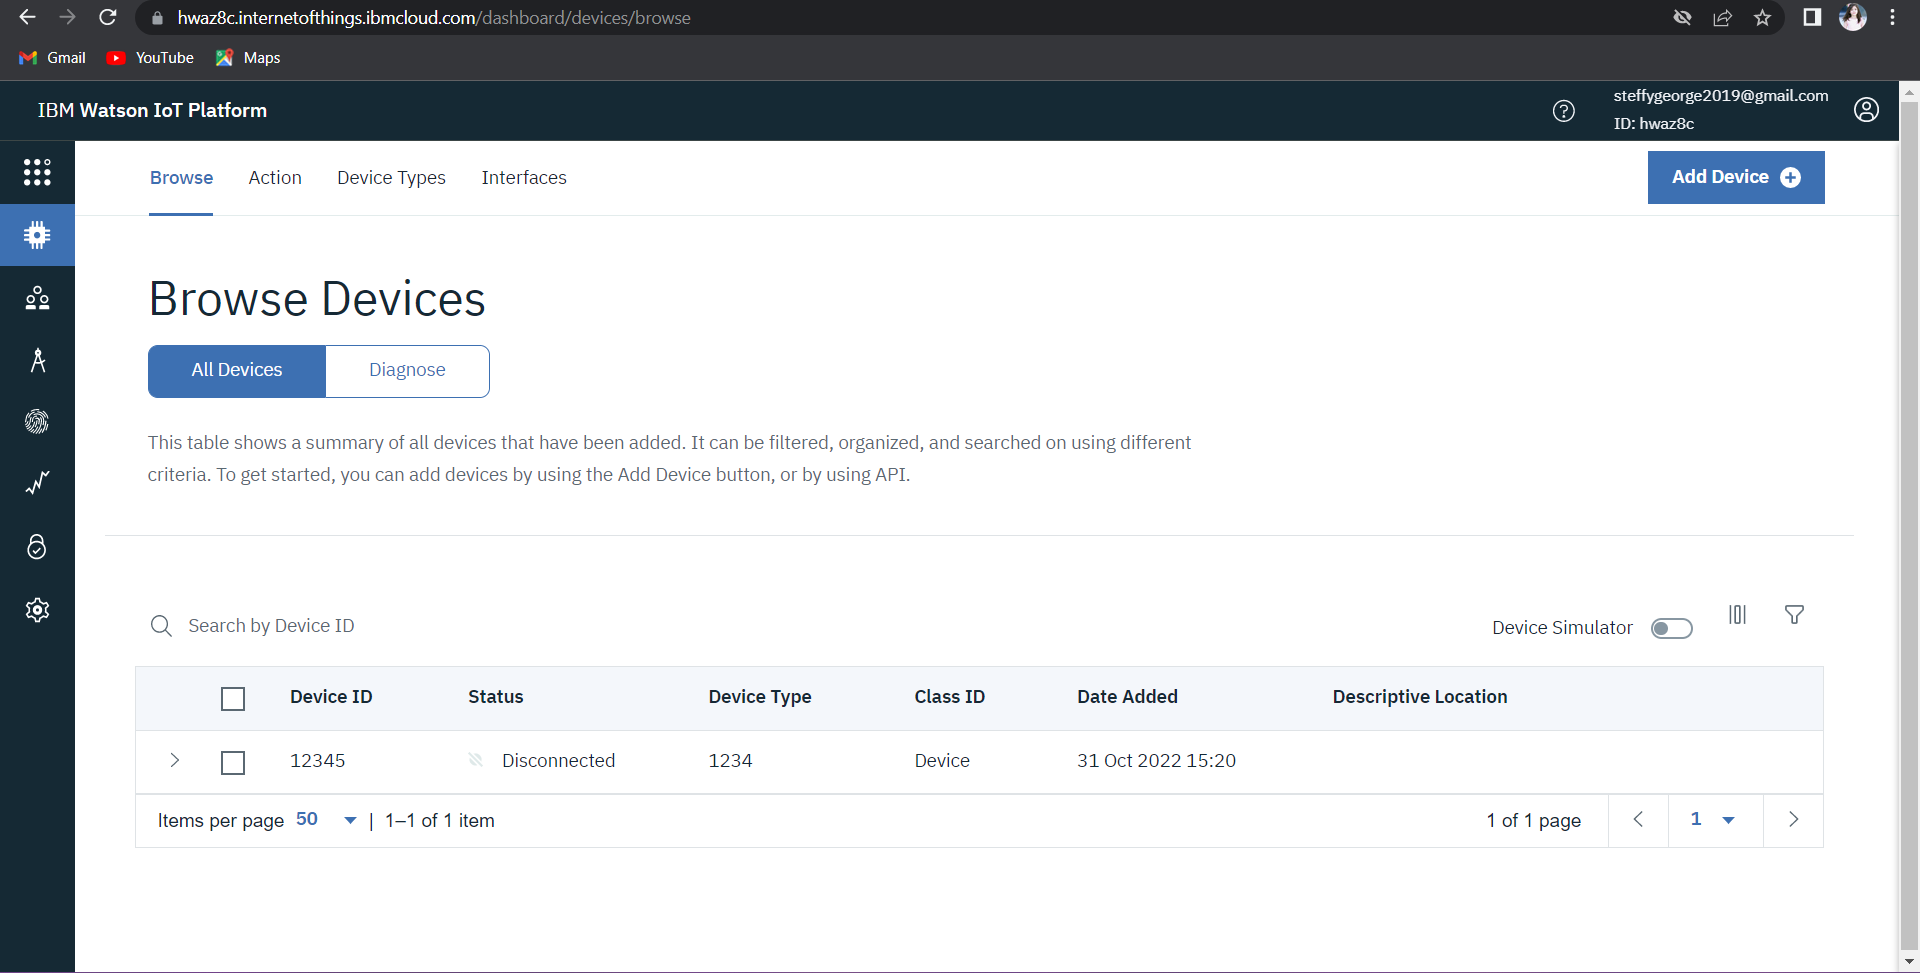 hwaz8c.internetofthings.ibmcloud.com/dashboard/devices/browse
Gmail YouTube Maps
IBM Watson IoT Platform
steffygeorge2019@gmail.com
ID: hwaz8c
Browse Action Device Types Interfaces Add Device
Browse Devices
All Devices Diagnose
This table shows a summary of all devices that have been added. It can be filtered, organized, and searched on using different
criteria. To get started, you can add devices by using the Add Device button, or by using API.
Search by Device ID
Device Simulator
Device ID Status Device Type Class ID Date Added Descriptive Location
12345 Disconnected 1234 Device 31 Oct 2022 15:20
Items per page 50 | 1–1 of 1 item 1 of 1 page 1